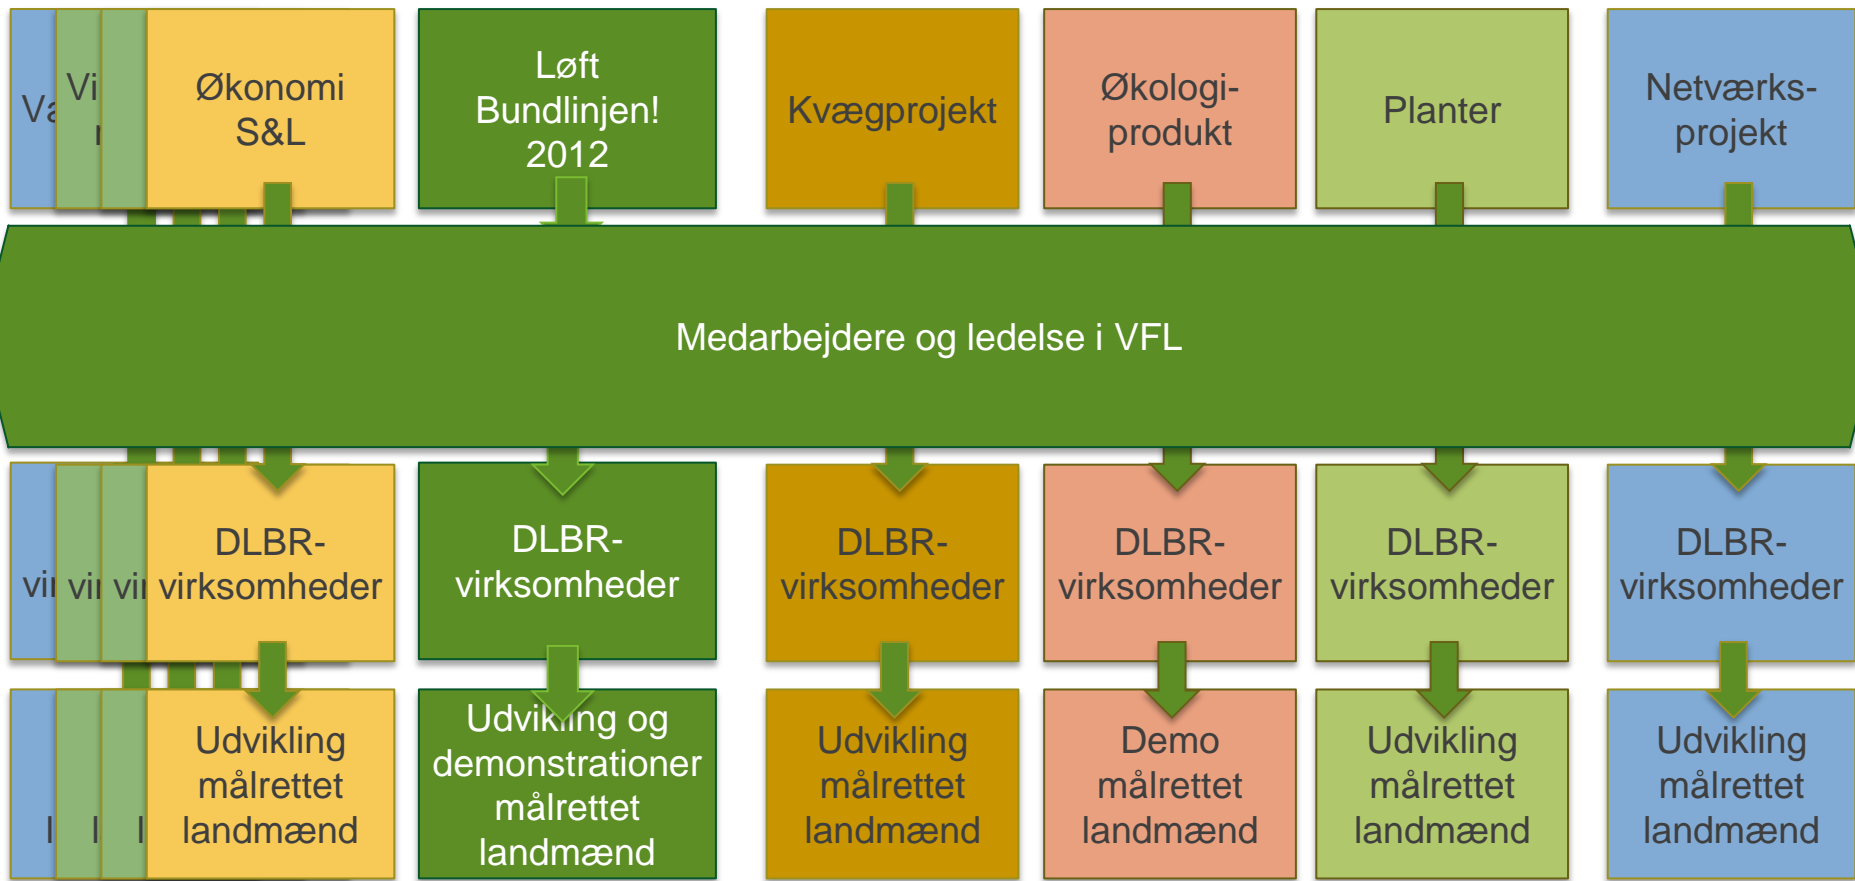 Økonomi
S&L
Løft
Bundlinjen!
2012
Kvægprojekt
Økologi-
produkt
Planter
Netværks-
projekt
Medarbejdere og ledelse i VFL
DLBR-
virksomheder
DLBR-
virksomheder
DLBR-
virksomheder
DLBR-
virksomheder
DLBR-
virksomheder
DLBR-
virksomheder
Udvikling
målrettet
landmænd
Udvikling og
demonstrationer
målrettet
landmænd
Udvikling
målrettet
landmænd
Demo
målrettet
landmænd
Udvikling
målrettet
landmænd
Udvikling
målrettet
landmænd